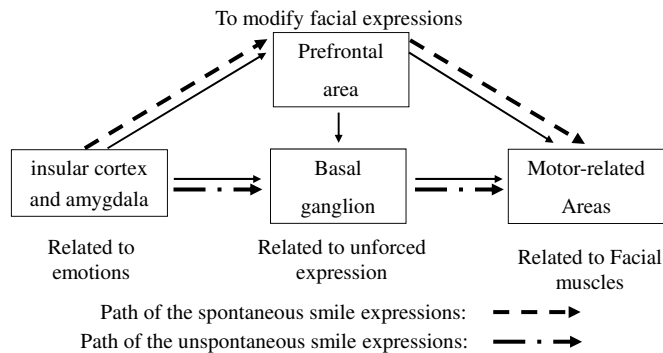 To modify facial expressions
Prefrontal
area
insular cortex
and amygdala
Basal
ganglion
Motor-related
Areas
Related to
emotions
Related to unforced
expression
Related to Facial
muscles
Path of the spontaneous smile expressions:
Path of the unspontaneous smile expressions: